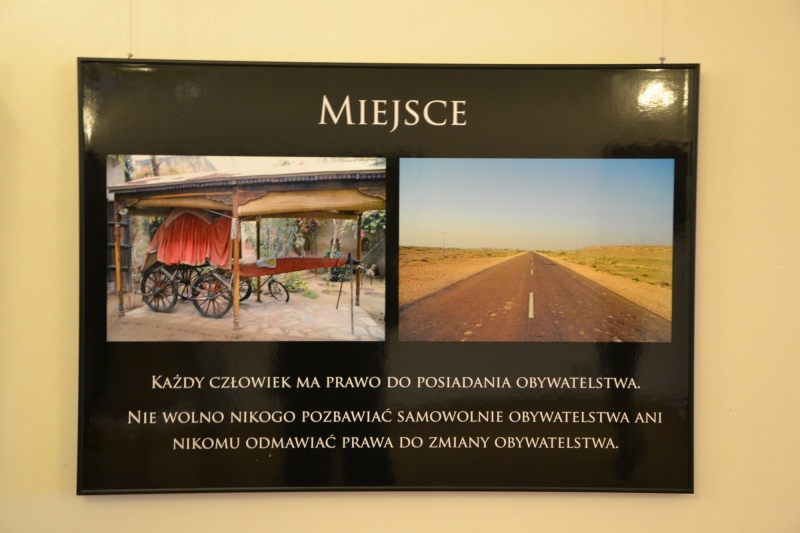 Miejsce
Każdy człowiek ma prawo do posiadania obywatelstwa.
Nie wolno nikogo pozbawiać samowolnie obywatelstwa ani
nikomu odmawiać prawa do zmiany obywatelstwa.